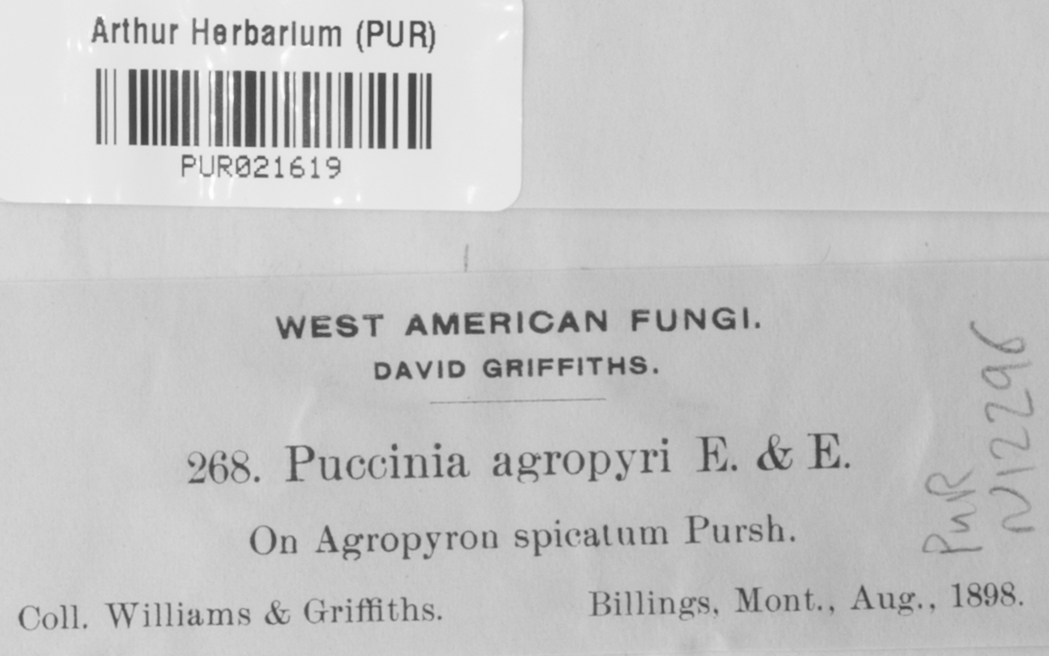 Arthur Herbarium (PUR)
PUR021619
WEST AMERICAN FUNGI.
DAVID GRIFFITHS.
268. Puccinia agropyri E. & E.
On Agropyron spicatum Pursh.
Coll. Williams & Griffiths.
Billings, Mont., Aug., 1898.
PUR
N12296